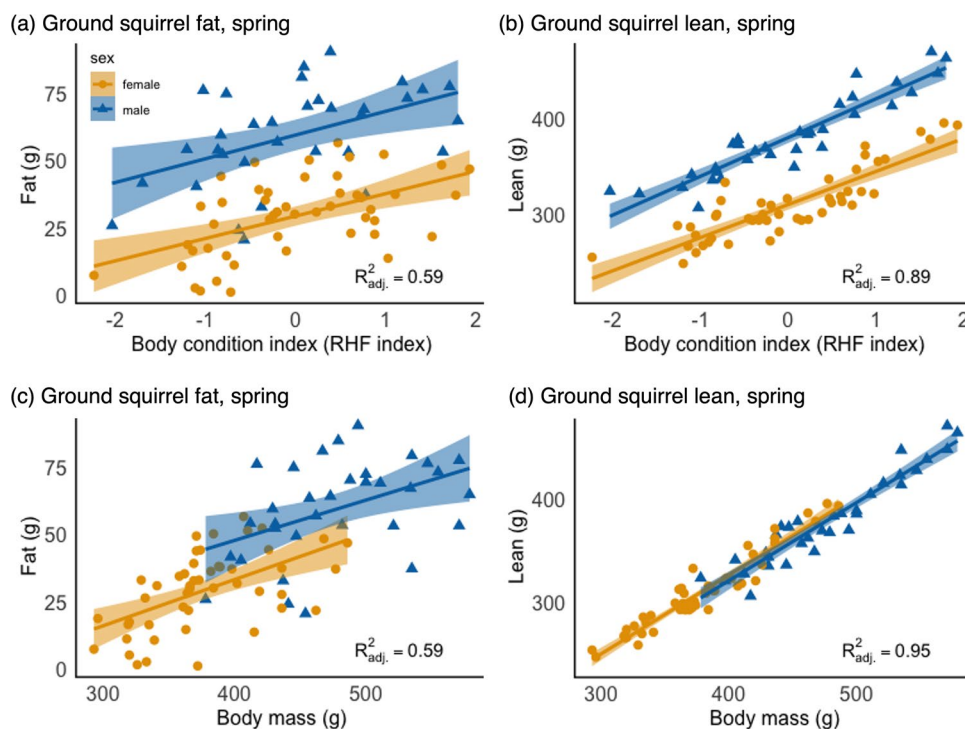 (a) Ground squirrel fat, spring
Fat (g)
75
50
25
0
sex
female
male
R²adj. = 0.59
-2 -1 0 1 2
Body condition index (RHF index)
(b) Ground squirrel lean, spring
Lean (g)
400
300
R²adj. = 0.89
-2 -1 0 1 2
Body condition index (RHF index)
(c) Ground squirrel fat, spring
Fat (g)
75
50
25
0
R²adj. = 0.59
300 400 500
Body mass (g)
(d) Ground squirrel lean, spring
Lean (g)
400
300
R²adj. = 0.95
300 400 500
Body mass (g)